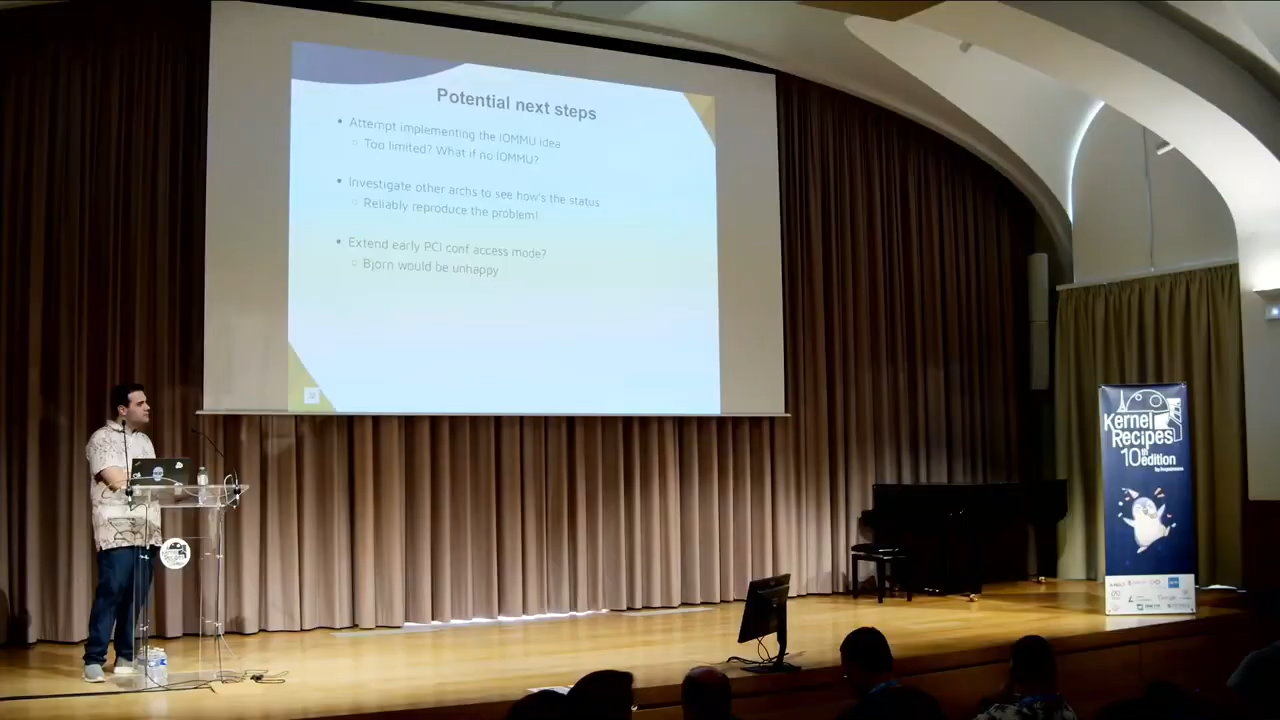 Potential next steps
• Attempt implementing the IOMMU idea
○ Too limited? What if no IOMMU?
• Investigate other archs to see how's the status
○ Reliably reproduce the problem!
• Extend early PCI conf access mode?
○ Bjorn would be unhappy
Kernel
Recipes
10th edition